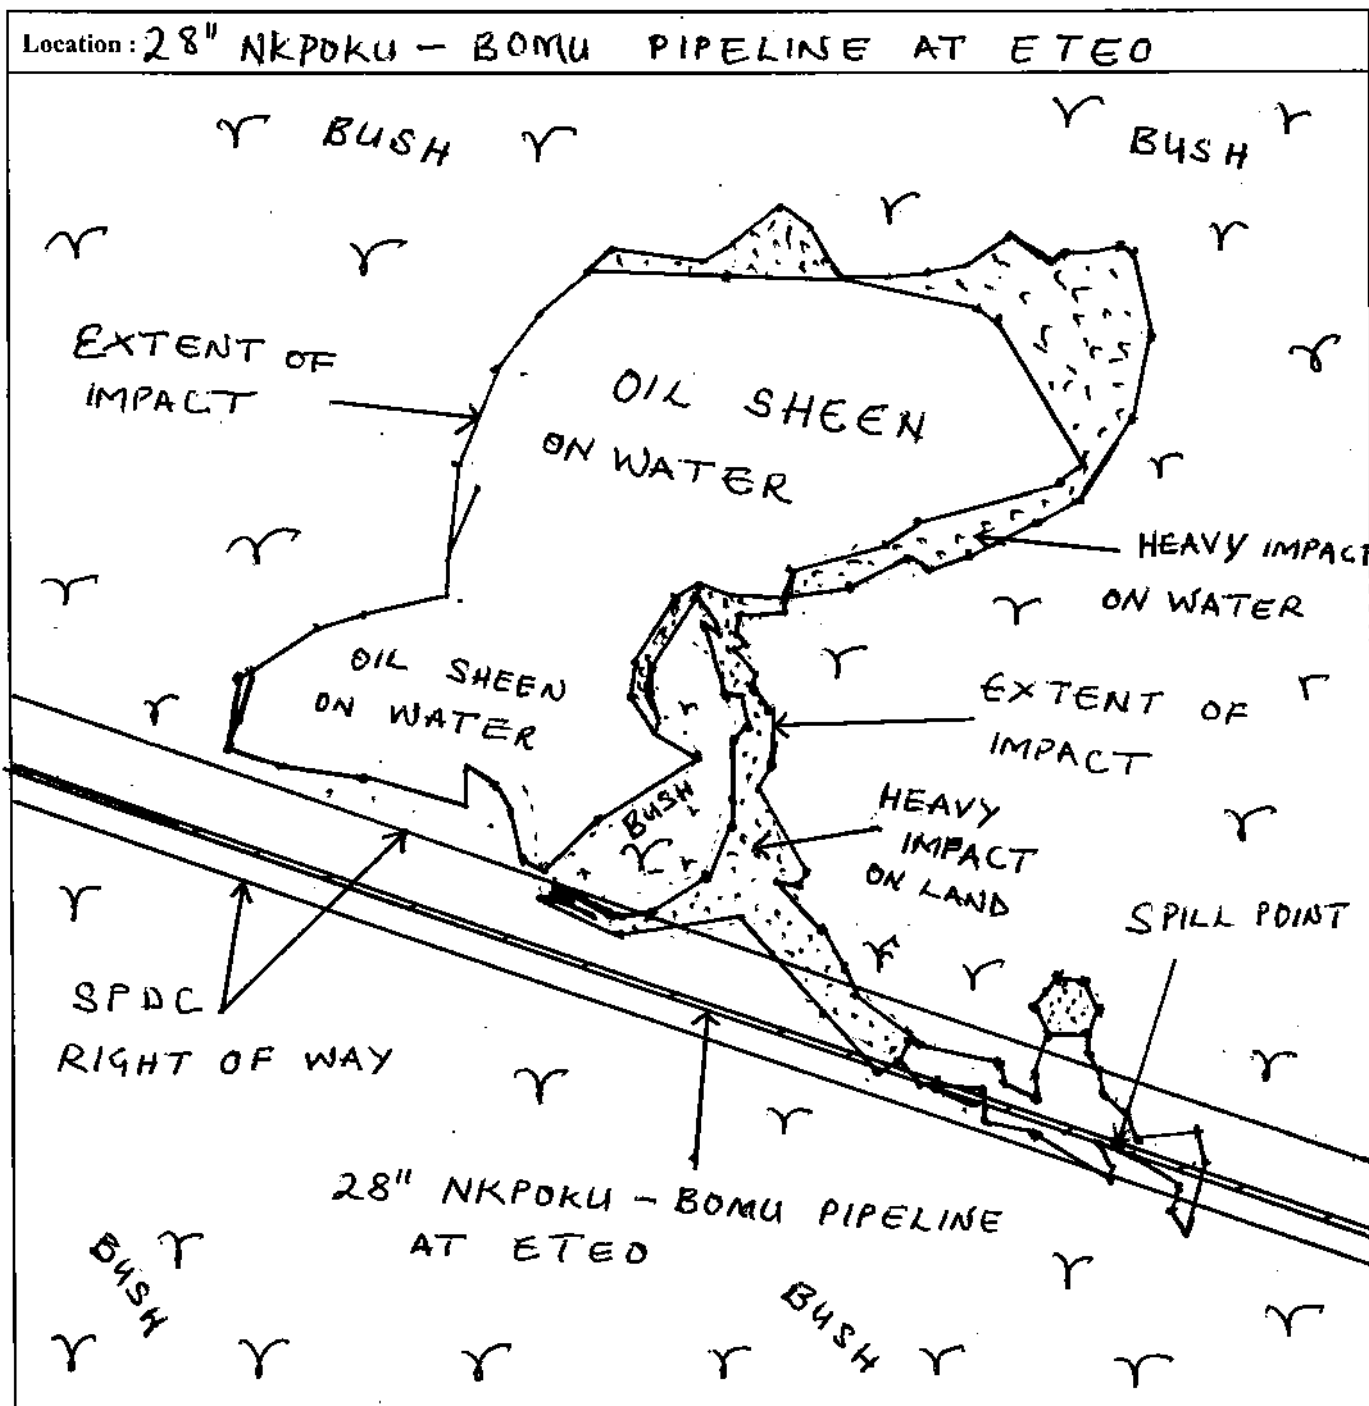 Location : 28" NKPOKU - BOMU PIPELINE AT ETEO
BUSH
BUSH
EXTENT OF
IMPACT
OIL SHEEN
ON WATER
HEAVY IMPACT
ON WATER
OIL SHEEN
ON WATER
EXTENT OF
IMPACT
BUSH
HEAVY
IMPACT
ON LAND
SPILL POINT
SPDC
RIGHT OF WAY
28" NKPOKU - BOMU PIPELINE
AT ETEO
BUSH
BUSH